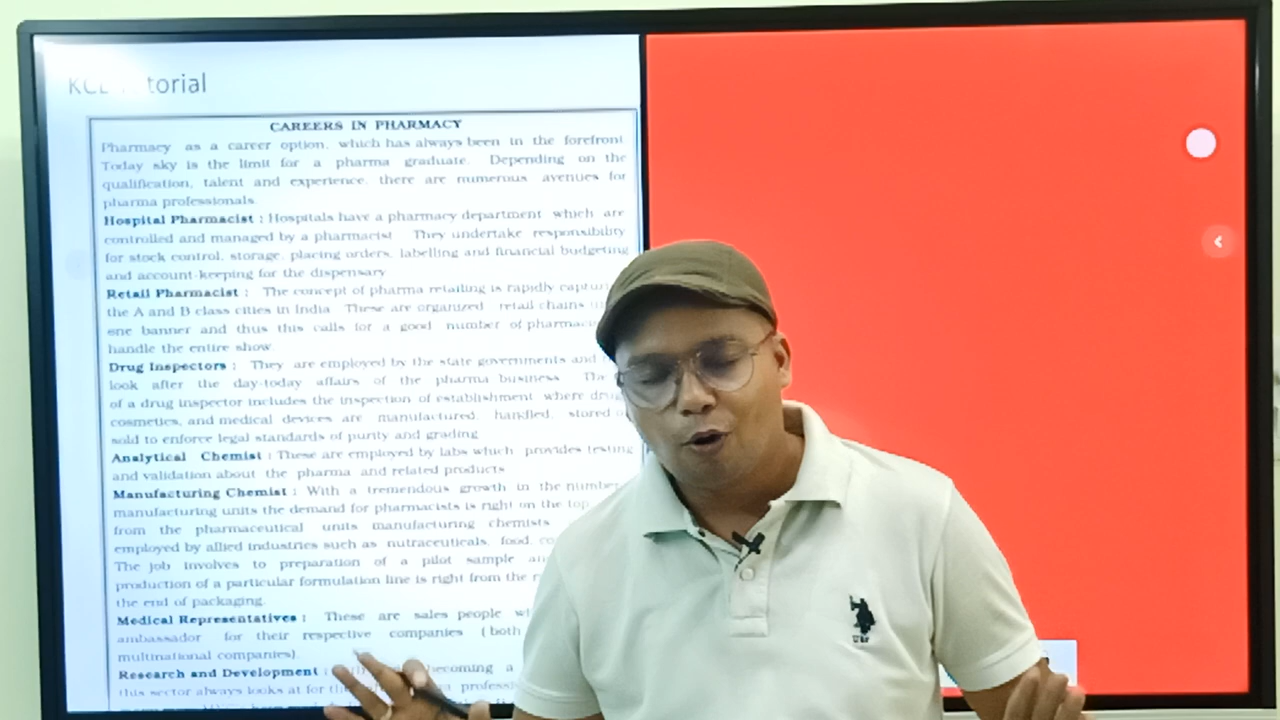 torial
CAREERS IN PHARMACY
Pharmacy as a career option, which has always been in the forefront
Today sky is the limit for a pharma graduate. Depending on the
qualification, talent and experience, there are numerous avenues for
pharma professionals
Hospital Pharmacist : Hospitals have a pharmacy department which are
controlled and managed by a pharmacist They undertake responsibility
for stock control, storage, placing orders, labelling and financial budgeting
and account-keeping for the dispensary
Retail Pharmacist : The concept of pharma retailing is rapidly
the A and B class cities in India These are organized retail chains
one banner and thus this calls for a good number of
handle the entire show.
Drug Inspectors : They are employed by the state governments and
look after the day-today affairs of the pharma business
of a drug inspector includes the inspection of establishment where
cosmetics, and medical devices are manufactured, handled, stored
sold to enforce legal standards of purity and grading
Analytical Chemist : These are employed by labs which provides testing
and validation about the pharma and related products
Manufacturing Chemist : With a tremendous growth in the number
manufacturing units the demand for pharmacists is right on the top
from the pharmaceutical units manufacturing chemists
employed by allied industries such as nutraceuticals, food,
The job involves to preparation of a pilot sample
production of a particular formulation line is right from the
the end of packaging.
Medical Representatives : These are sales people
ambassador for their respective companies (both
multinational companies).
Research and Development : becoming a
this sector always looks at for the